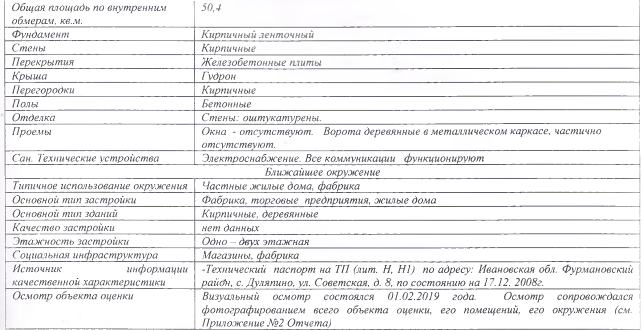 Общая площадь по внутренним 50,4
обмерам, кв.м.
Фундамент Кирпичный ленточный
Стены Кирпичные
Перекрытия Железобетонные плиты
Крыша Гудрон
Перегородки Кирпичные
Полы Бетонные
Отделка Стены: оштукатурены.
Проемы Окна - отсутствуют. Ворота деревянные в металлическом каркасе, частично
отсутствуют.
Сан. Технические устройства Электроснабжение. Все коммуникации функционируют
Ближайшее окружение
Типичное использование окружения Частные жилые дома, фабрика
Основной тип застройки Фабрика, торговые предприятия, жилые дома
Основной тип зданий Кирпичные, деревянные
Качество застройки нет данных
Этажность застройки Одно – двух этажная
Социальная инфраструктура Магазины, фабрика
Источник информации -Технический паспорт на ТП (лит. Н, Н1) по адресу: Ивановская обл. Фурмановский
качественной характеристики район, с. Дуляпино, ул. Советская, д. 8, по состоянию на 17.12. 2008г.
Осмотр объекта оценки Визуальный осмотр состоялся 01.02.2019 года. Осмотр сопровождался
фотографированием всего объекта оценки, его помещений, его окружения (см.
Приложение №2 Отчета)